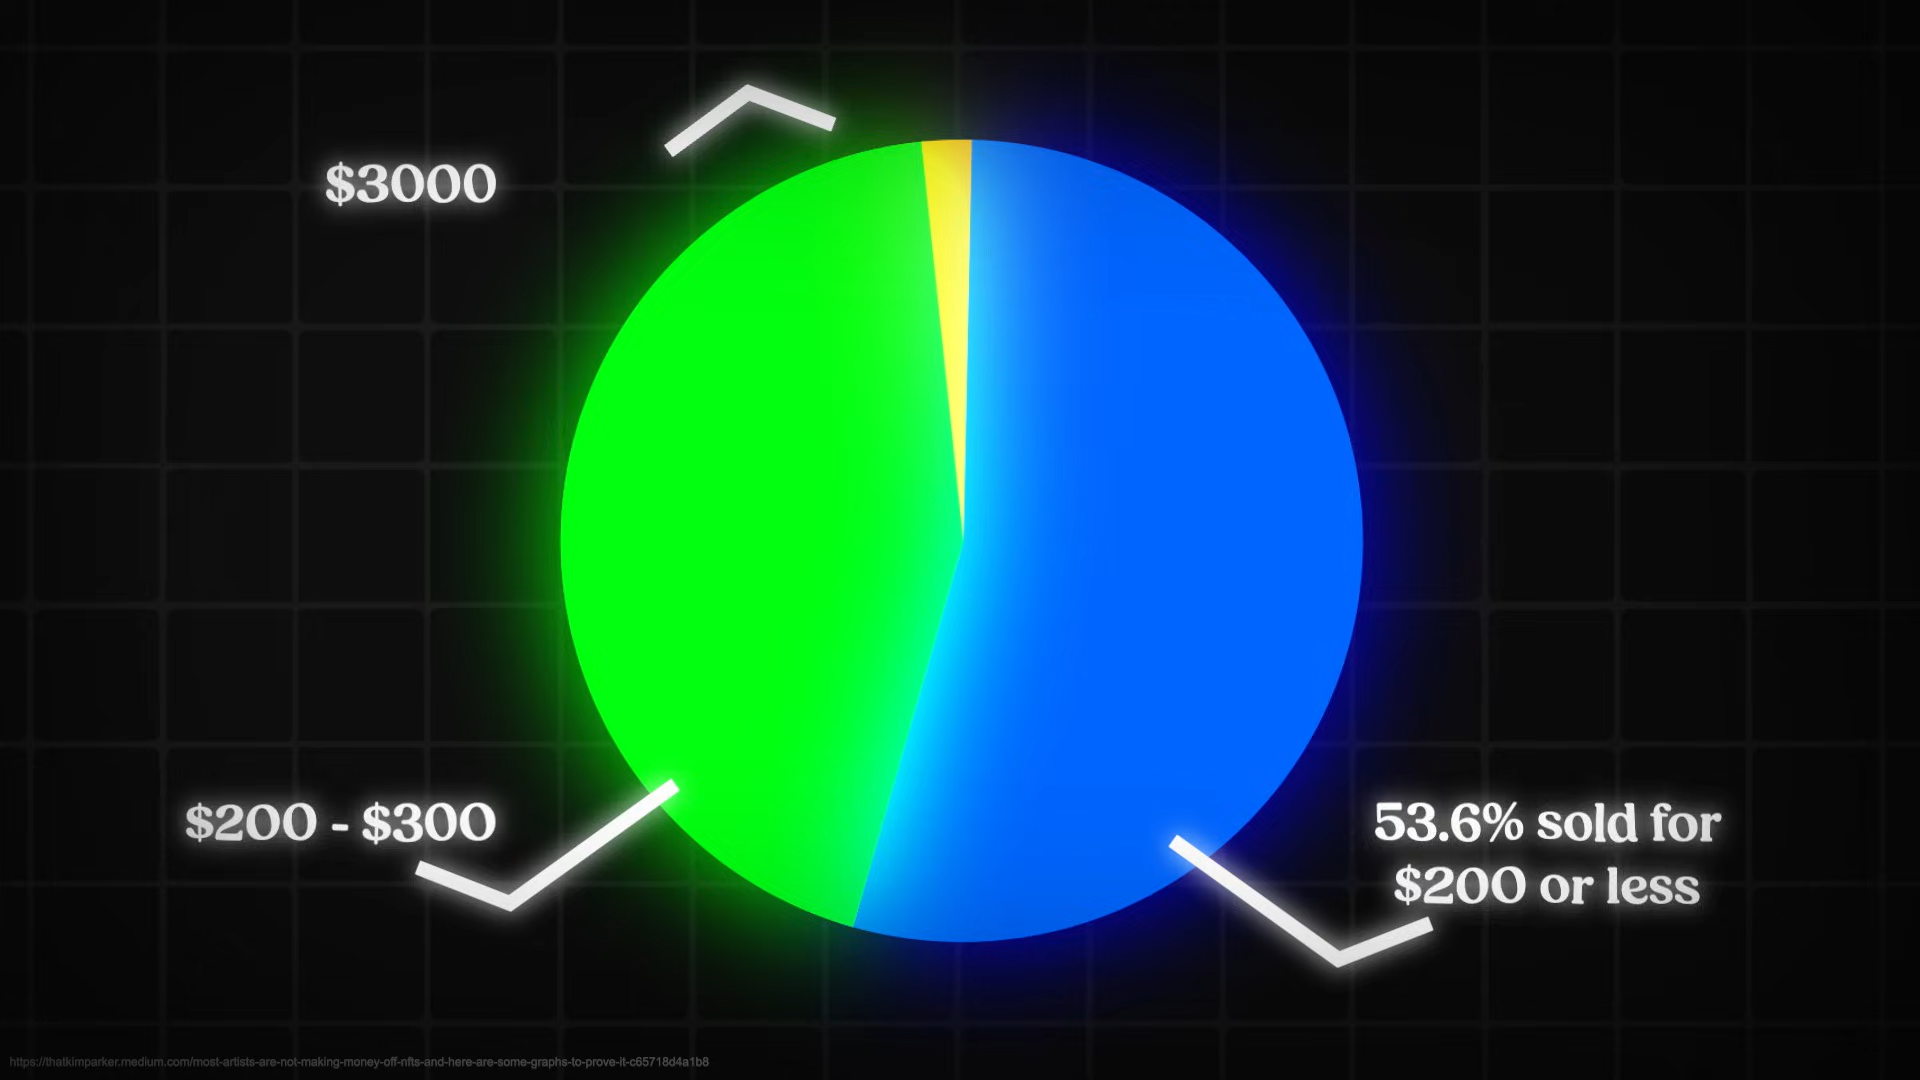 $3000
$200 - $300
53.6% sold for
$200 or less
https://thatkimparker.medium.com/most-artists-are-not-making-money-off-nfts-and-here-are-some-graphs-to-prove-it-c65718d4a1b8